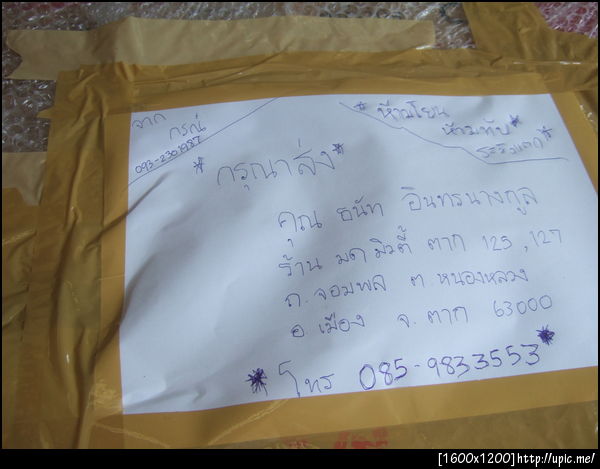 จาก
กรณ์
093-2301987
* ห้ามโยน
ห้ามทับ *
ระวังแตก *
* กรุณาส่ง *
คุณ ธนัท อินทรนางกูล
ร้าน มด มิวตี้ ตาก 125, 127
ถ. จอมพล ต. หนองหลวง
อ. เมือง จ. ตาก 63000
* โทร 085-9833553 *
[1600x1200]http://upic.me/